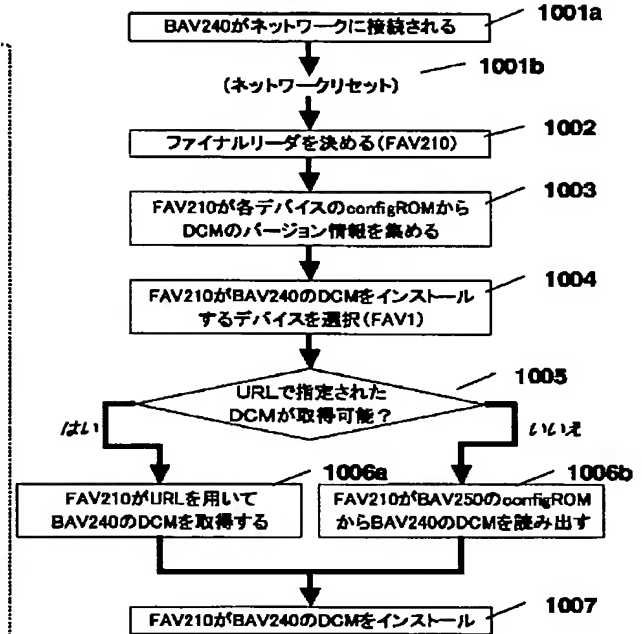 BAV240がネットワークに接続される
1001a
(ネットワークリセット)
1001b
ファイナルリーダを決める(FAV210)
1002
FAV210が各デバイスのconfigROMから
DCMのバージョン情報を集める
1003
FAV210がBAV240のDCMをインストール
するデバイスを選択(FAV1)
1004
URLで指定された
DCMが取得可能?
1005
はい
いいえ
FAV210がURLを用いて
BAV240のDCMを取得する
1006a
FAV210がBAV250のconfigROM
からBAV240のDCMを読み出す
1006b
FAV210がBAV240のDCMをインストール
1007